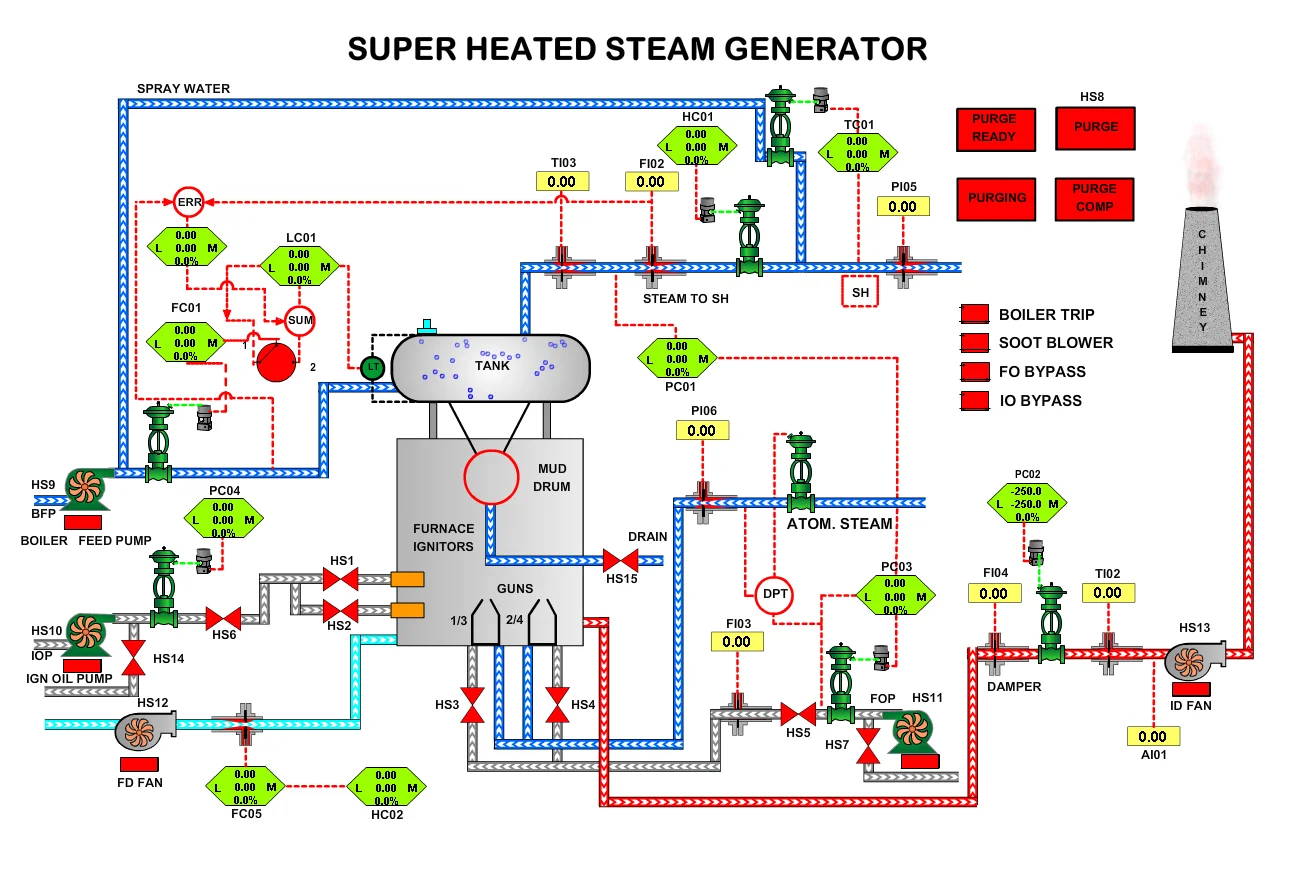 SUPER HEATED STEAM GENERATOR
SPRAY WATER
HS8
PURGE
READY
PURGE
PURGING
PURGE
COMP
HC01
0.00
L 0.00 M
0.0%
TC01
0.00
L 0.00 M
0.0%
TI03
0.00
FI02
0.00
PI05
0.00
ERR
0.00
L 0.00 M
0.0%
LC01
0.00
L 0.00 M
0.0%
SUM
FC01
0.00
L 0.00 M
0.0%
1
2
STEAM TO SH
SH
CHIMNEY
BOILER TRIP
SOOT BLOWER
FO BYPASS
IO BYPASS
LT
TANK
0.00
L 0.00 M
0.0%
PC01
PI06
0.00
MUD
DRUM
HS9
BFP
BOILER FEED PUMP
PC04
0.00
L 0.00 M
0.0%
FURNACE
IGNITORS
DRAIN
HS15
ATOM. STEAM
PC02
-250.0
L -250.0 M
0.0%
HS1
HS2
GUNS
1/3
2/4
DPT
PC03
0.00
L 0.00 M
0.0%
FI04
0.00
TI02
0.00
HS10
IOP
IGN OIL PUMP
HS6
HS14
FI03
0.00
HS13
ID FAN
DAMPER
HS12
FD FAN
HS3
HS4
HS5
HS7
FOP
HS11
0.00
AI01
0.00
L 0.00 M
0.0%
FC05
0.00
L 0.00 M
0.0%
HC02